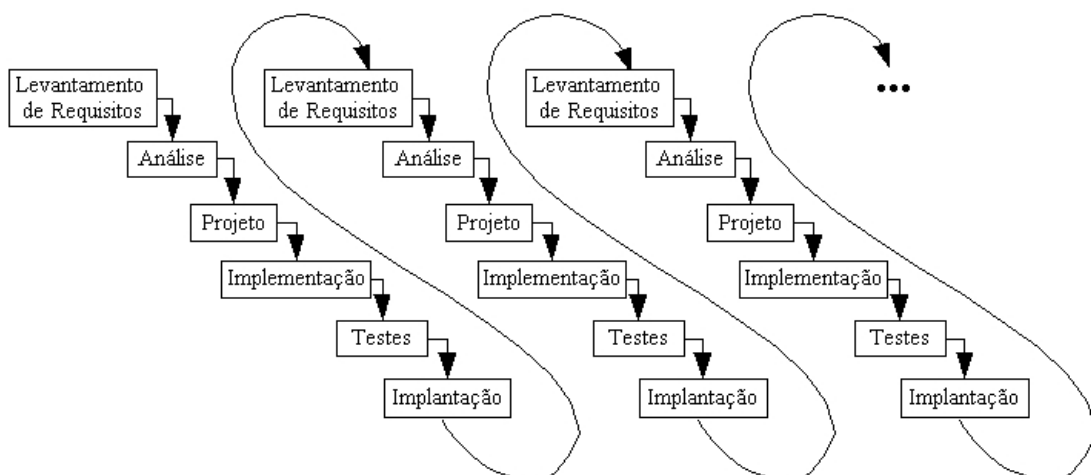 Levantamento
de Requisitos
Análise
Projeto
Implementação
Testes
Implantação
Levantamento
de Requisitos
Análise
Projeto
Implementação
Testes
Implantação
Levantamento
de Requisitos
Análise
Projeto
Implementação
Testes
Implantação
...